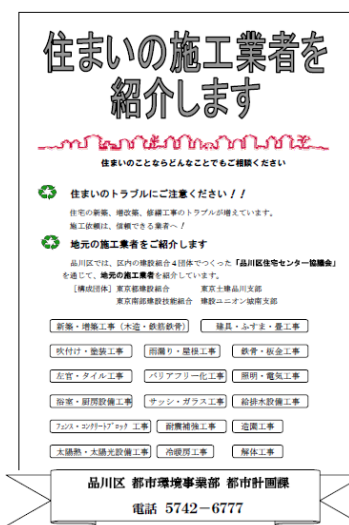 住まいの施工業者を
紹介します
住まいのことならどんなことでもご相談ください
住まいのトラブルにご注意ください！！
住宅の新築、増改築、修繕工事のトラブルが増えています。
施工依頼は、信頼できる業者へ！
地元の施工業者をご紹介します
品川区では、区内の建設組合４団体でつくった「品川区住宅センター協議会」
を通じて、地元の施工業者を紹介しています。
［構成団体］東京都建設組合　東京土建品川支部
東京南部建設技能組合　建設ユニオン城南支部
新築・増築工事（木造・鉄筋鉄骨）　建具・ふすま・畳工事
吹付け・塗装工事　雨漏り・屋根工事　鉄骨・板金工事
左官・タイル工事　バリアフリー化工事　照明・電気工事
浴室・厨房設備工事　サッシ・ガラス工事　給排水設備工事
フェンス・コンクリートブロック工事　耐震補強工事　造園工事
太陽熱・太陽光設備工事　冷暖房工事　解体工事
品川区 都市環境事業部 都市計画課
電話 5742－6777